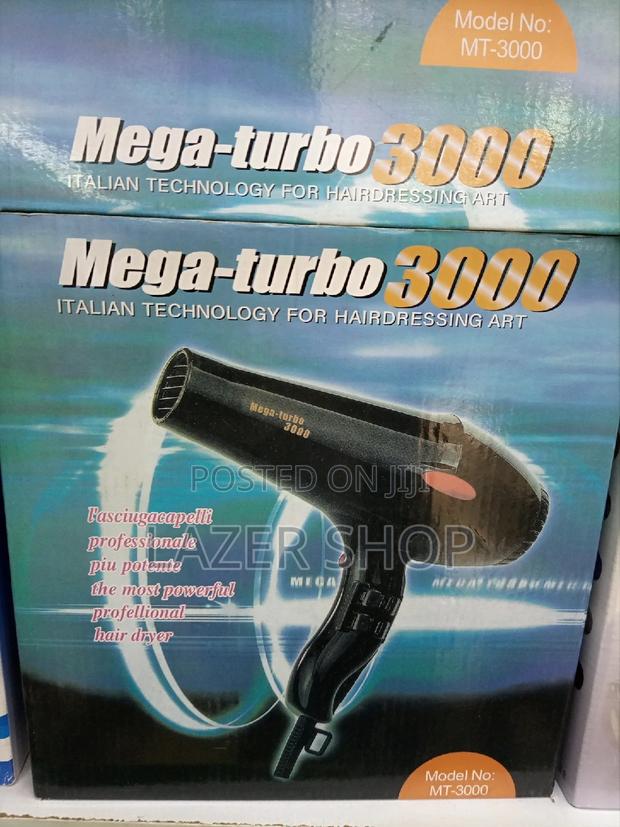 Model No:
MT-3000
Mega-turbo 3000
ITALIAN TECHNOLOGY FOR HAIRDRESSING ART
Mega-turbo 3000
ITALIAN TECHNOLOGY FOR HAIRDRESSING ART
Mega-turbo
3000
POSTED ON JIJI
LAZER SHOP
l'asciugacapelli
professionale
piu potente
the most powerful
profellional
hair dryer
MEGA
Model No:
MT-3000